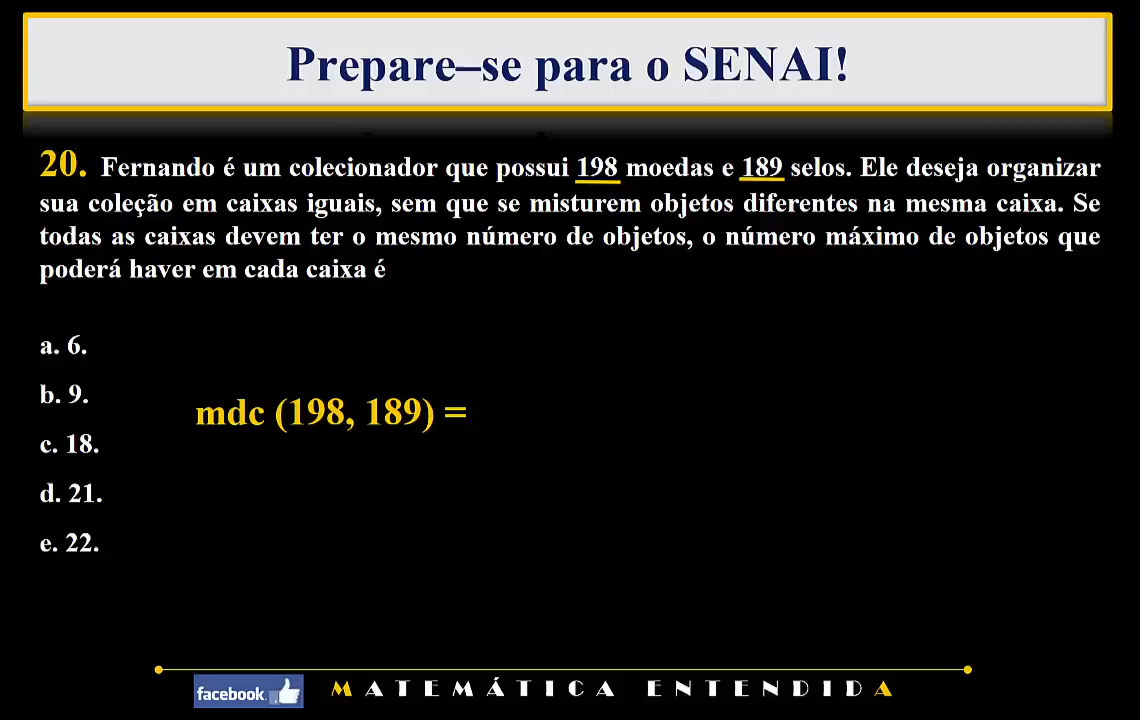 Prepare–se para o SENAI!
20. Fernando é um colecionador que possui 198 moedas e 189 selos. Ele deseja organizar
sua coleção em caixas iguais, sem que se misturem objetos diferentes na mesma caixa. Se
todas as caixas devem ter o mesmo número de objetos, o número máximo de objetos que
poderá haver em cada caixa é
a. 6.
b. 9.
mdc (198, 189) =
c. 18.
d. 21.
e. 22.
facebook. MATEMÁTICA ENTENDIDA